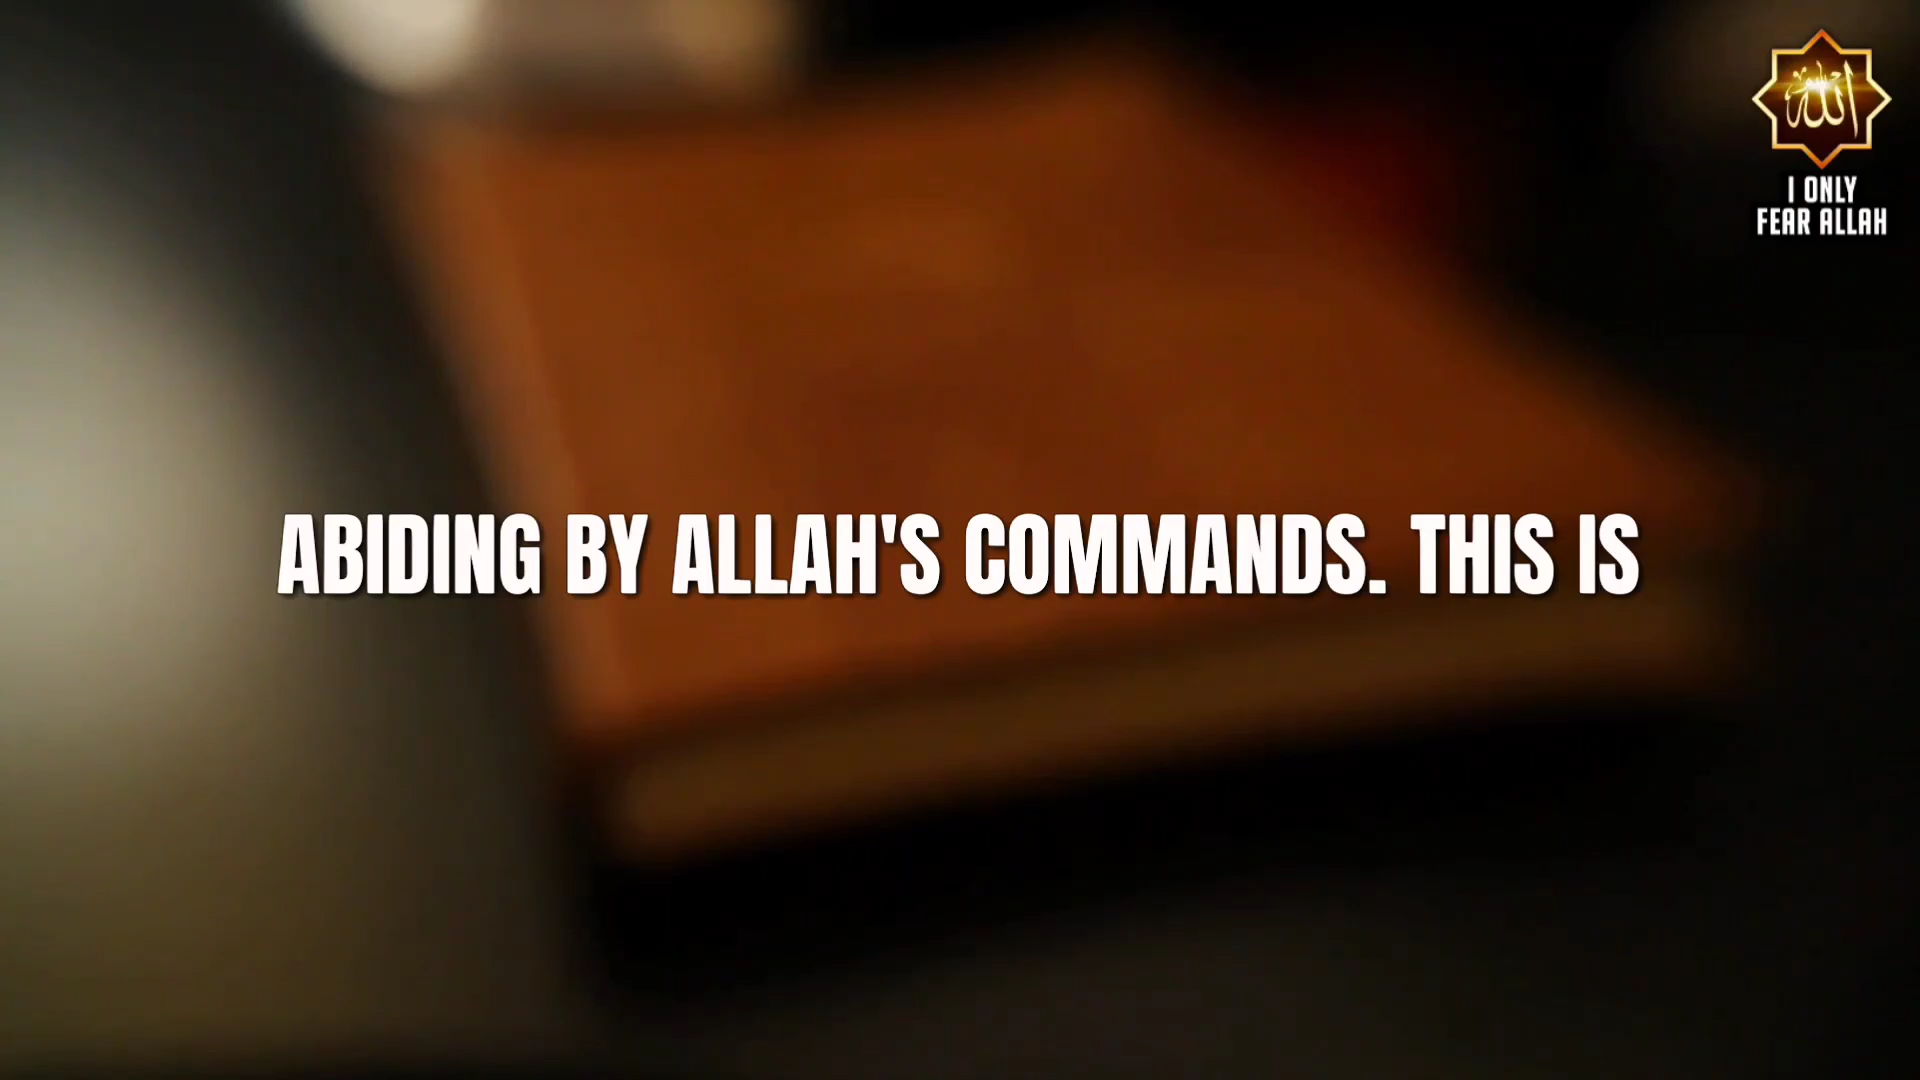 الله
I ONLY
FEAR ALLAH
ABIDING BY ALLAH'S COMMANDS. THIS IS